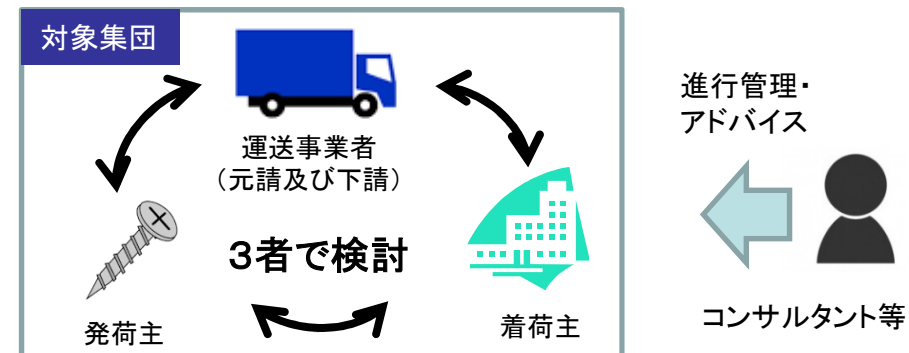 対象集団
運送事業者
（元請及び下請）
３者で検討
発荷主
着荷主
進行管理・
アドバイス
コンサルタント等